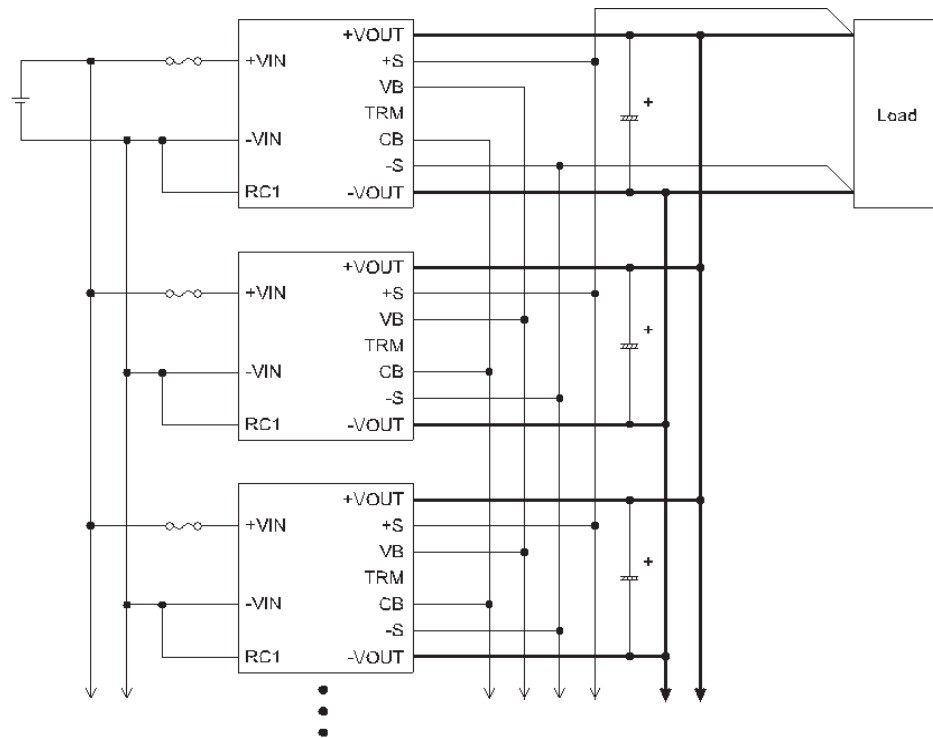 +VOUT
+VIN
+S
VB
TRM
-VIN
CB
-S
RC1
-VOUT
+
Load
+VOUT
+VIN
+S
VB
TRM
-VIN
CB
-S
RC1
-VOUT
+
+VOUT
+VIN
+S
VB
TRM
-VIN
CB
-S
RC1
-VOUT
+